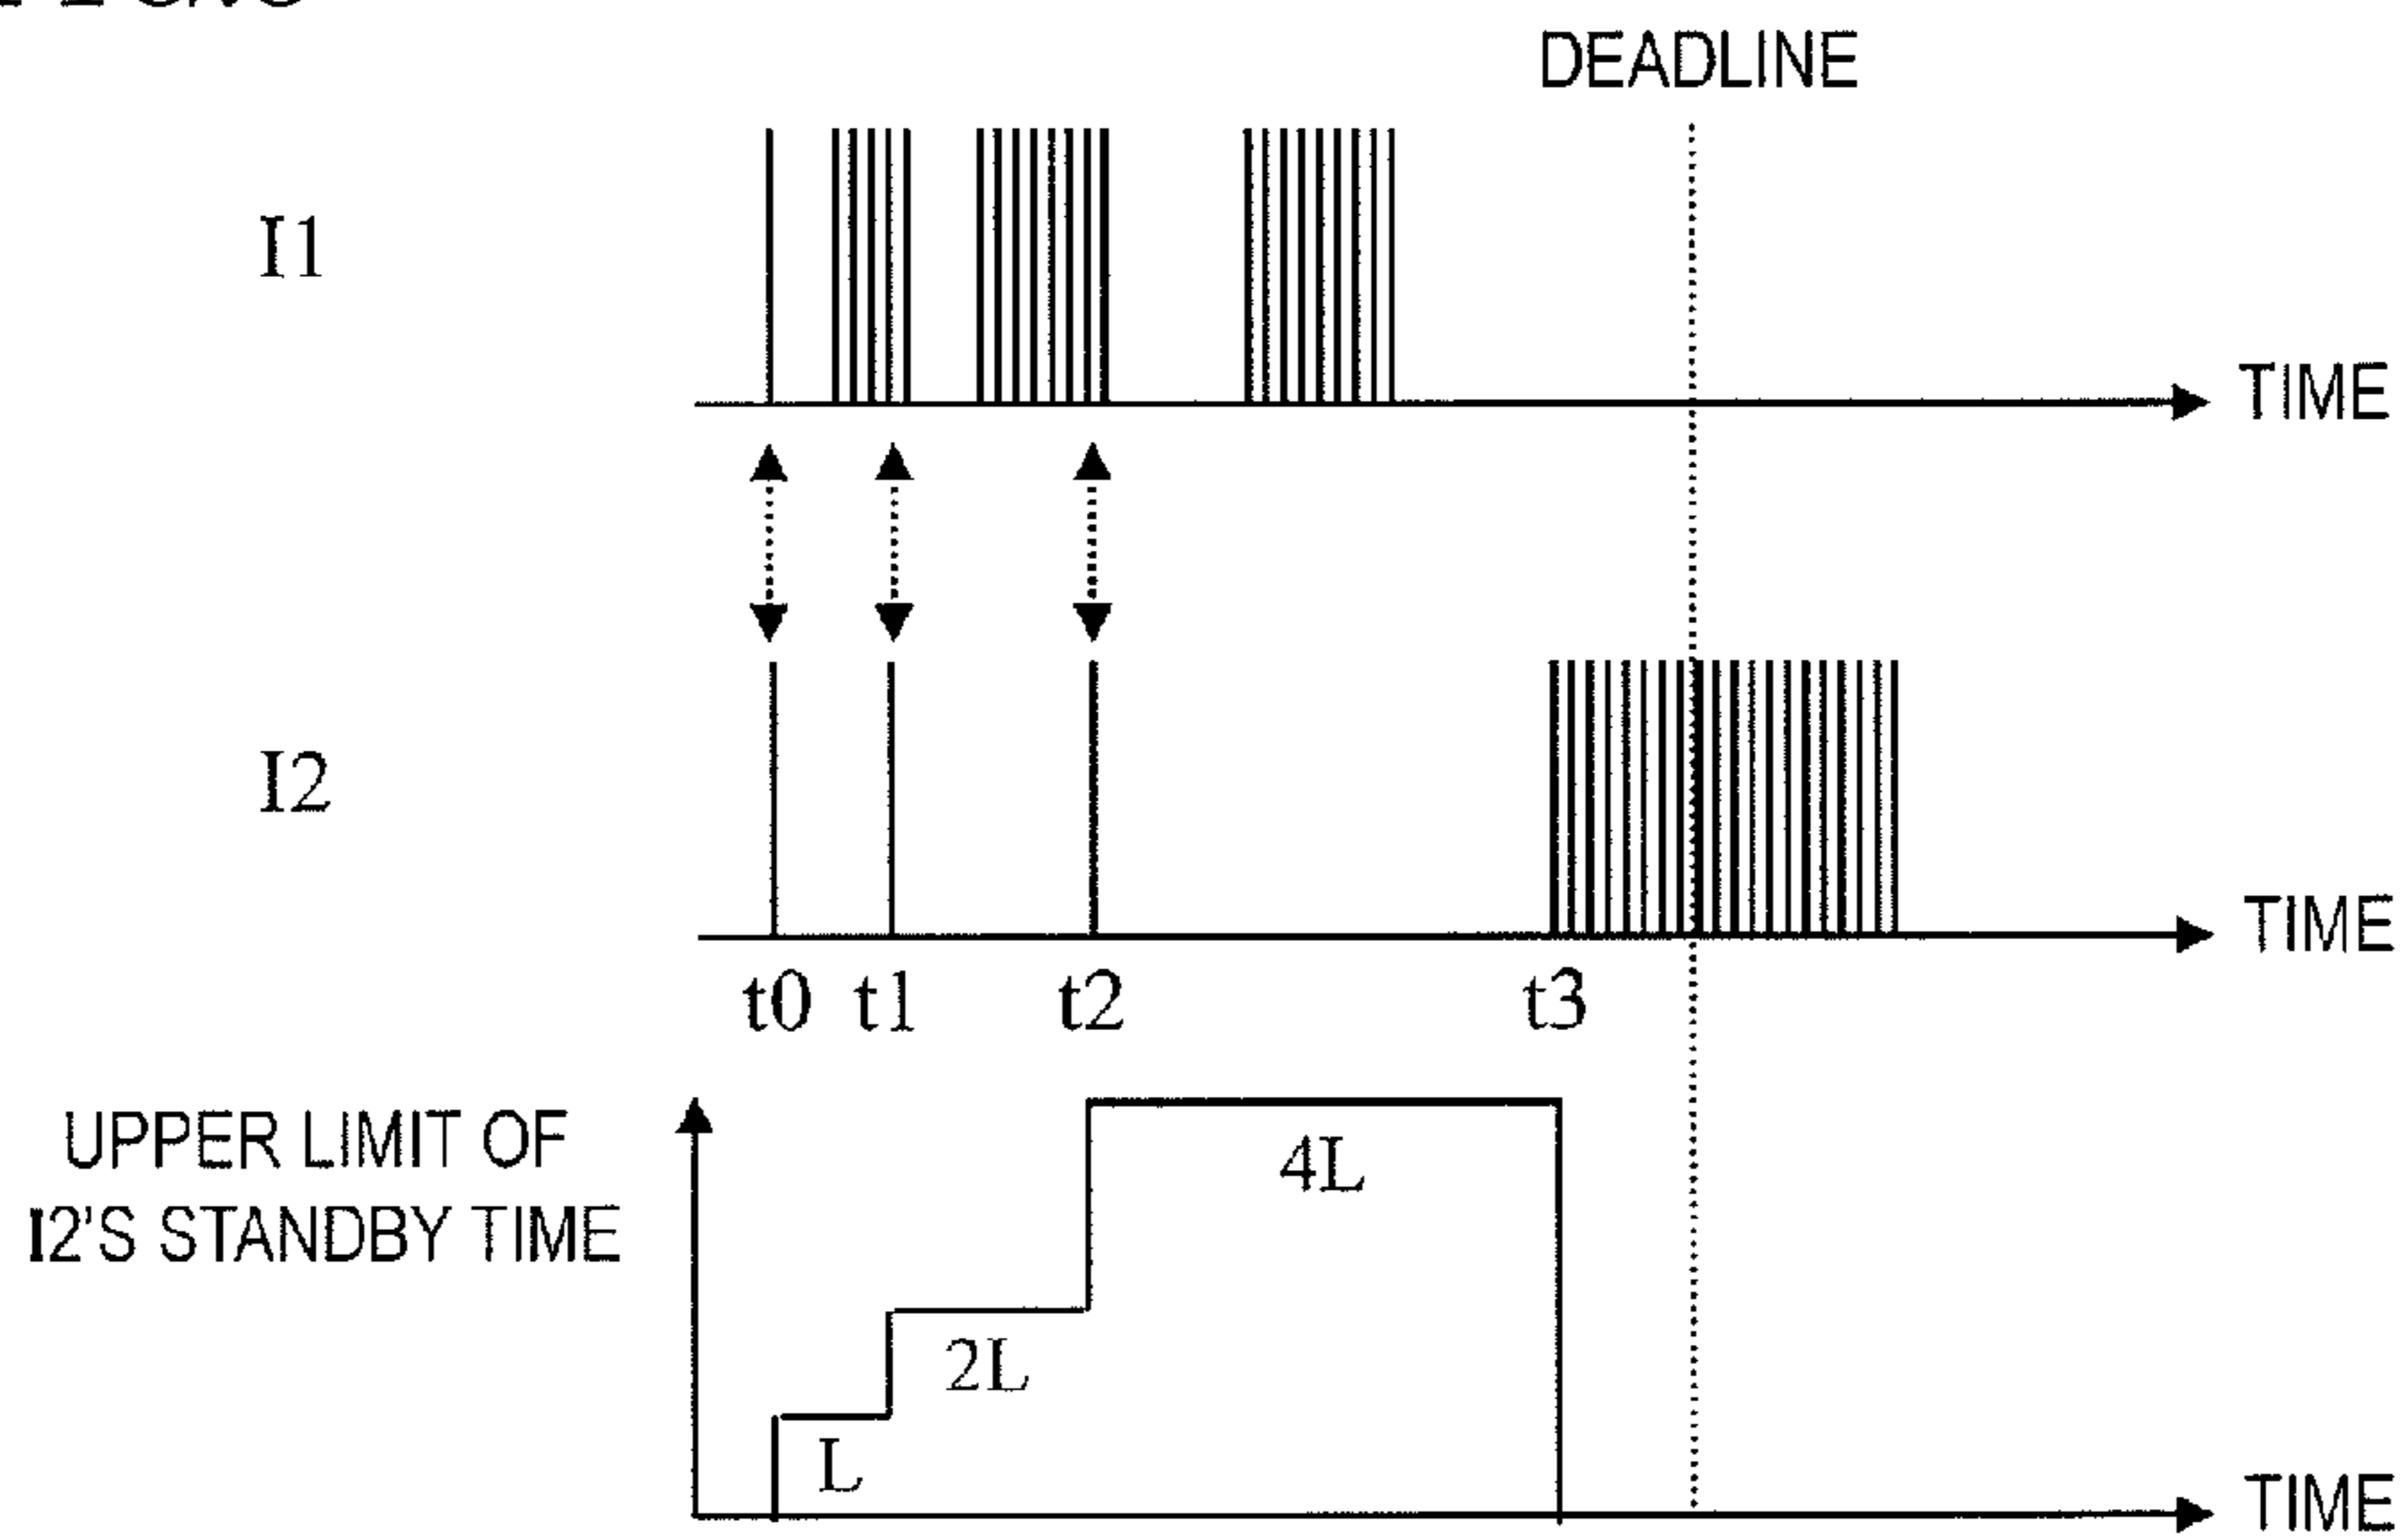 DEADLINE
I1
TIME
I2
TIME
t0 t1 t2 t3
UPPER LIMIT OF
I2'S STANDBY TIME
4L
2L
L
TIME